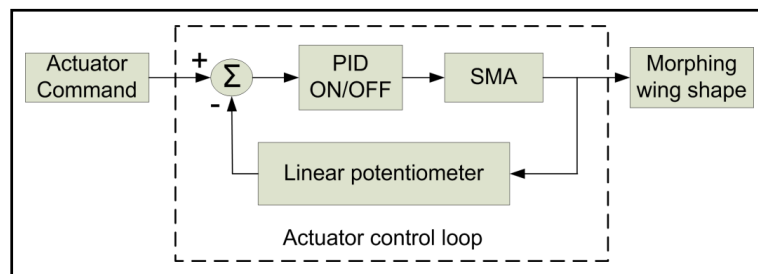 Actuator
Command
+
Σ
-
PID
ON/OFF
SMA
Morphing
wing shape
Linear potentiometer
Actuator control loop